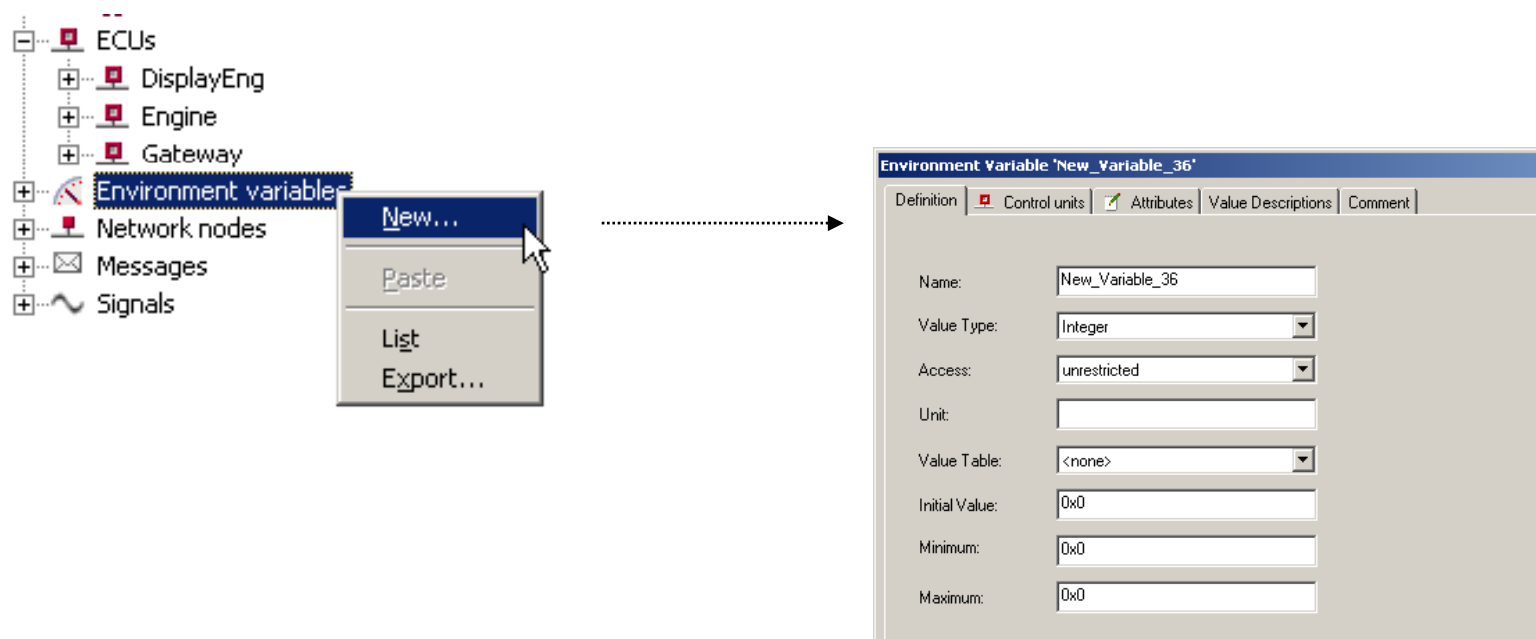 ECUs
DisplayEng
Engine
Gateway
Environment variables
Network nodes
Messages
Signals
New...
Paste
List
Export...
Environment Variable 'New_Variable_36'
Definition Control units Attributes Value Descriptions Comment
Name: New_Variable_36
Value Type: Integer
Access: unrestricted
Unit:
Value Table: <none>
Initial Value: 0x0
Minimum: 0x0
Maximum: 0x0